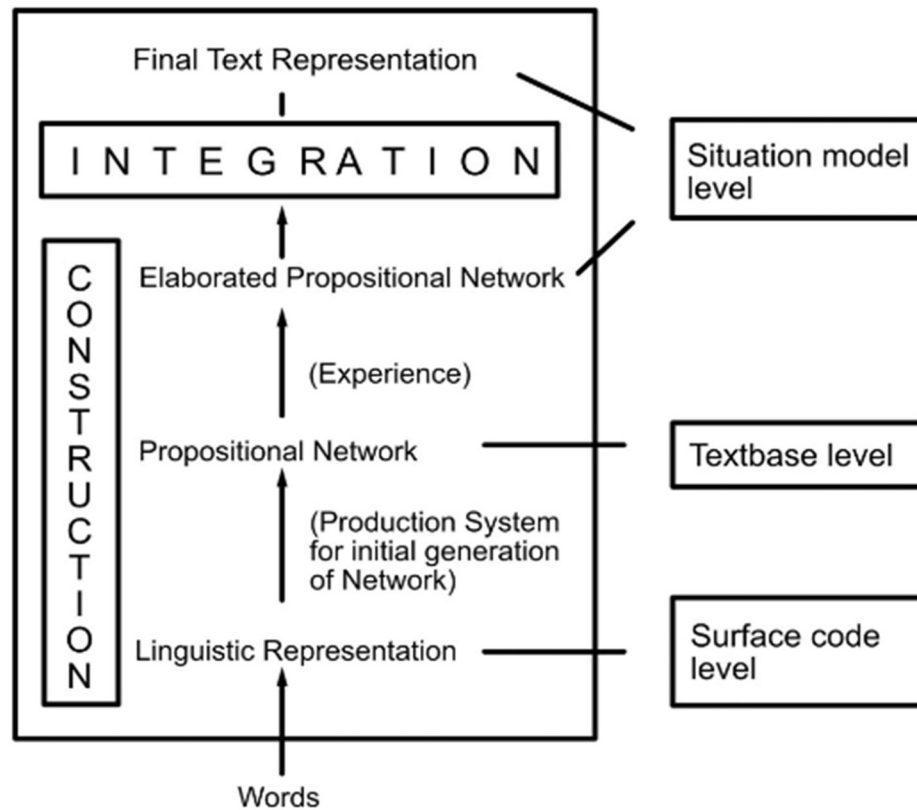 Final Text Representation
INTEGRATION
Situation model
level
CONSTRUCTION
Elaborated Propositional Network
(Experience)
Propositional Network
Textbase level
(Production System
for initial generation
of Network)
Linguistic Representation
Surface code
level
Words